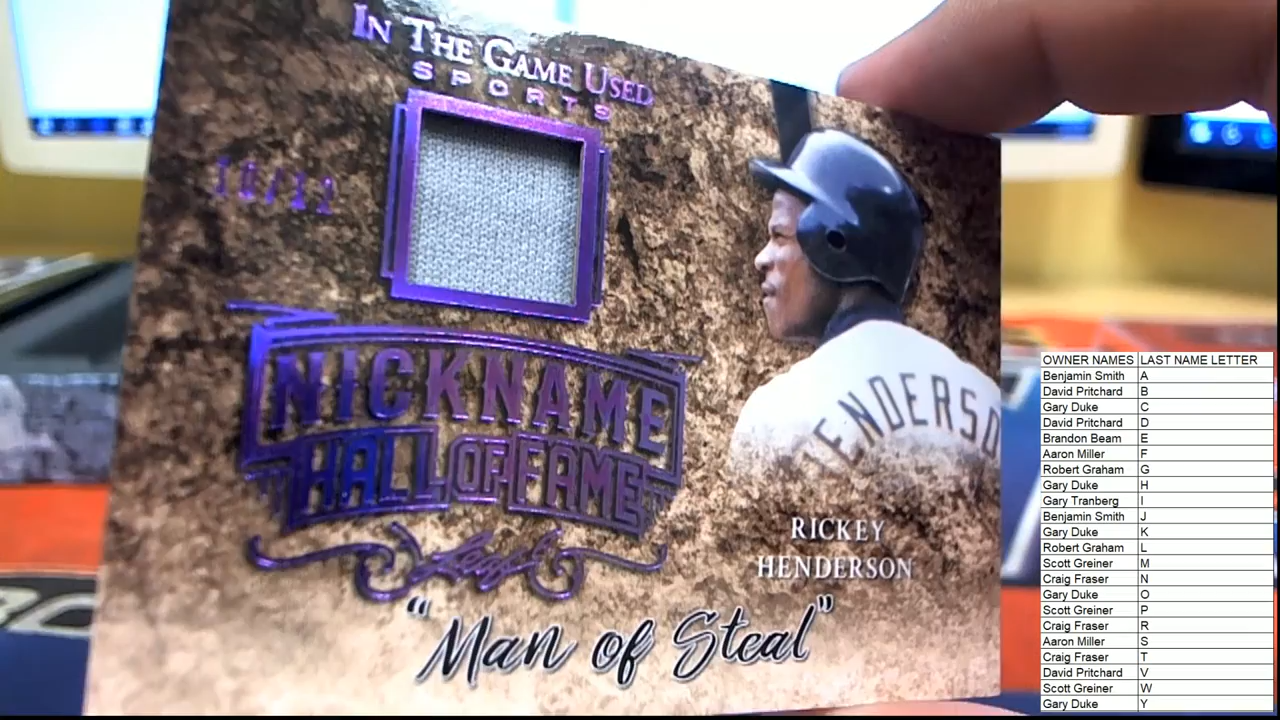 IN THE GAME USED
SPORTS
10/12
NICKNAME
HALL OF FAME
Leaf
ENDERSO
RICKEY
HENDERSON
"Man of Steal"
OWNER NAMES LAST NAME LETTER
Benjamin Smith A
David Pritchard B
Gary Duke C
David Pritchard D
Brandon Beam E
Aaron Miller F
Robert Graham G
Gary Duke H
Gary Tranberg I
Benjamin Smith J
Gary Duke K
Robert Graham L
Scott Greiner M
Craig Fraser N
Gary Duke O
Scott Greiner P
Craig Fraser R
Aaron Miller S
Craig Fraser T
David Pritchard V
Scott Greiner W
Gary Duke Y